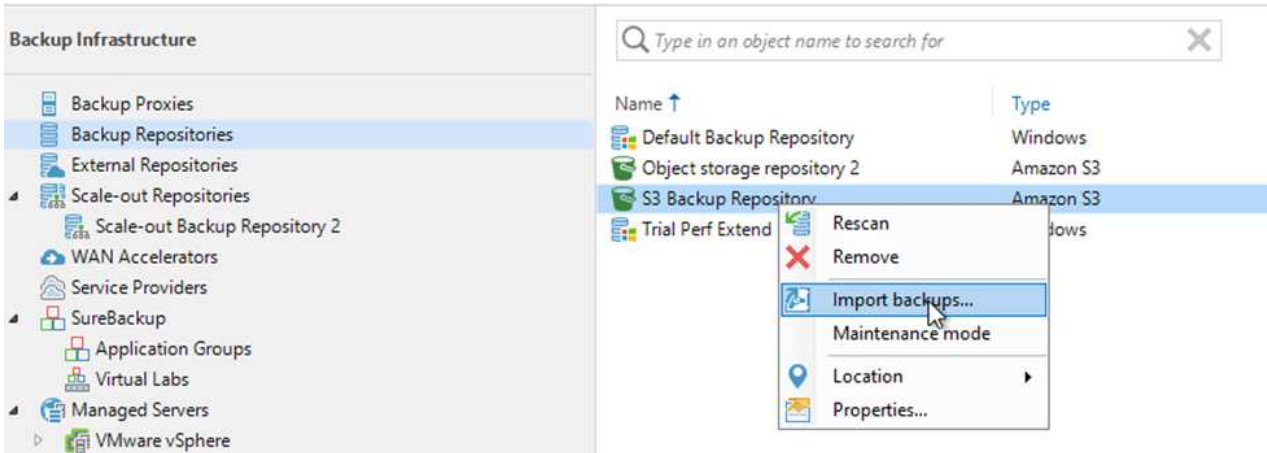 Backup Infrastructure
Backup Proxies
Backup Repositories
External Repositories
Scale-out Repositories
Scale-out Backup Repository 2
WAN Accelerators
Service Providers
SureBackup
Application Groups
Virtual Labs
Managed Servers
VMware vSphere
Type in an object name to search for
Name Type
Default Backup Repository Windows
Object storage repository 2 Amazon S3
S3 Backup Repository Amazon S3
Trial Perf Extend dows
Rescan
Remove
Import backups...
Maintenance mode
Location
Properties...